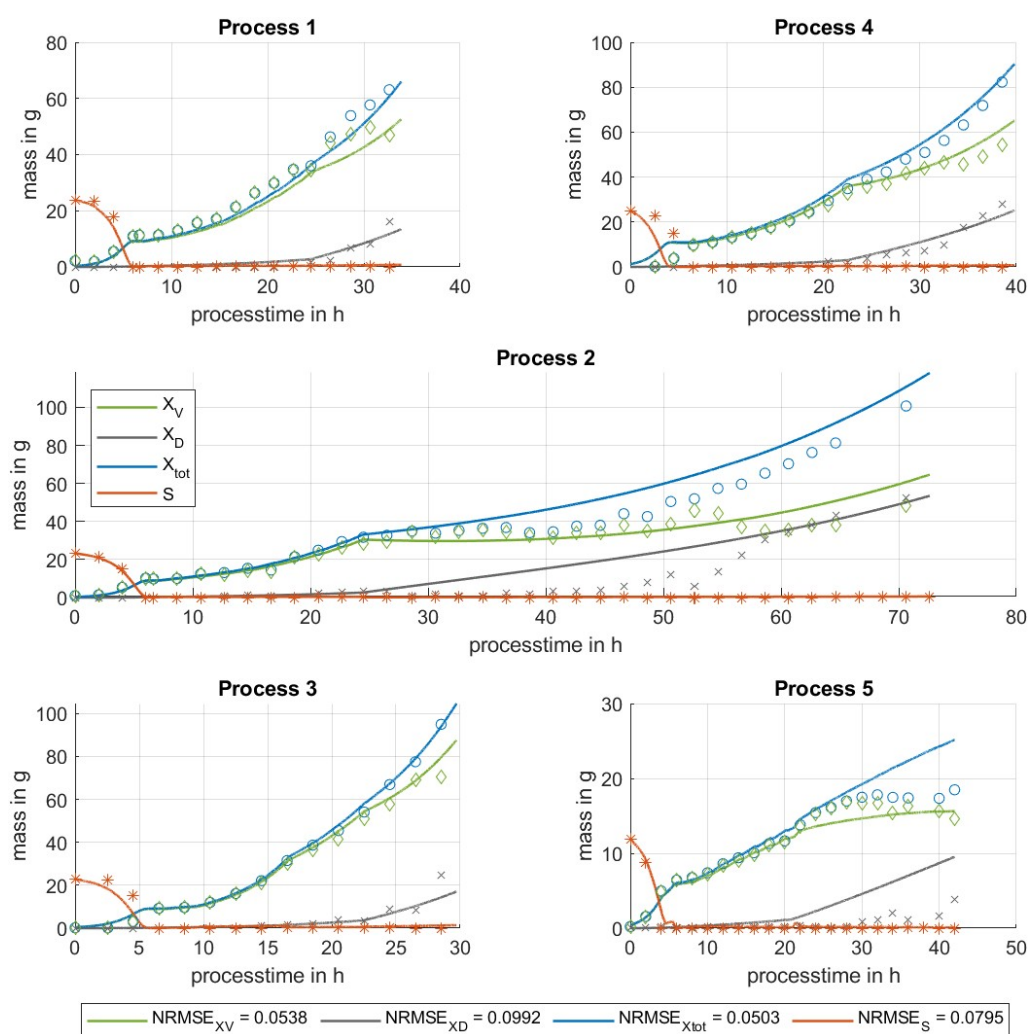 Process 1
80
60
40
20
0
mass in g
0 10 20 30 40
processtime in h
Process 4
100
80
60
40
20
0
mass in g
0 10 20 30 40
processtime in h
Process 2
100
80
60
40
20
0
mass in g
X_V
X_D
X_tot
S
0 10 20 30 40 50 60 70 80
processtime in h
Process 3
100
80
60
40
20
0
mass in g
0 5 10 15 20 25 30
processtime in h
Process 5
30
20
10
0
mass in g
0 10 20 30 40 50
processtime in h
NRMSE_XV = 0.0538 NRMSE_XD = 0.0992 NRMSE_Xtot = 0.0503 NRMSE_S = 0.0795